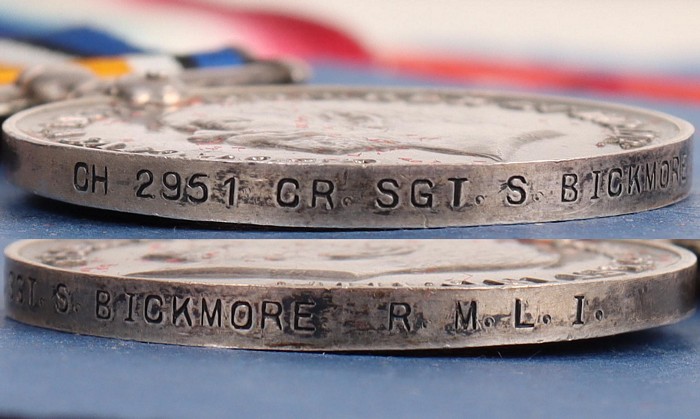 CH 2951 CR. SGT. S. BICKMORE
SGT. S. BICKMORE R. M. L. I.